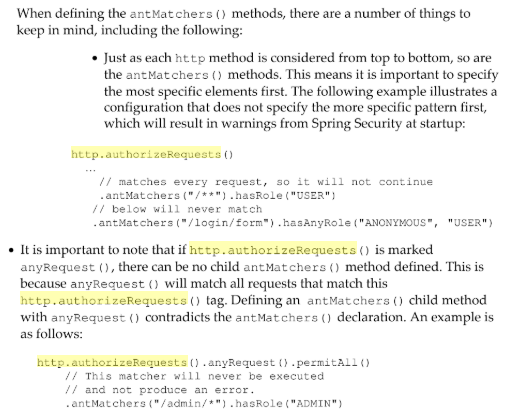 When defining the antMatchers() methods, there are a number of things to
keep in mind, including the following:
• Just as each http method is considered from top to bottom, so are
the antMatchers() methods. This means it is important to specify
the most specific elements first. The following example illustrates a
configuration that does not specify the more specific pattern first,
which will result in warnings from Spring Security at startup:
http.authorizeRequests()
...
// matches every request, so it will not continue
.antMatchers("/**").hasRole("USER")
// below will never match
.antMatchers("/login/form").hasAnyRole("ANONYMOUS", "USER")
• It is important to note that if http.authorizeRequests() is marked
anyRequest(), there can be no child antMatchers() method defined. This is
because anyRequest() will match all requests that match this
http.authorizeRequests() tag. Defining an antMatchers() child method
with anyRequest() contradicts the antMatchers() declaration. An example is
as follows:
http.authorizeRequests().anyRequest().permitAll()
// This matcher will never be executed
// and not produce an error.
.antMatchers("/admin/*").hasRole("ADMIN")